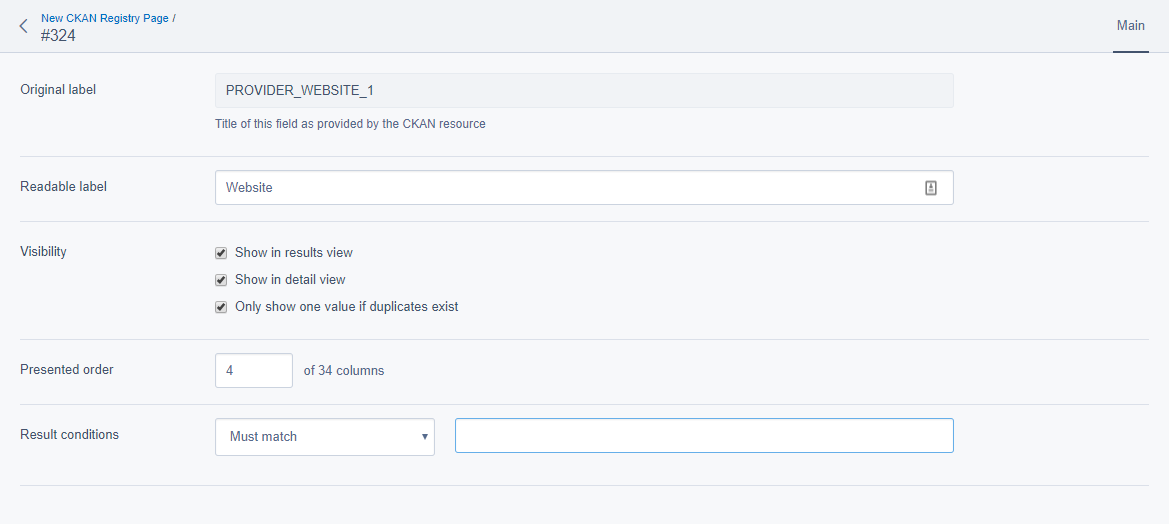 New CKAN Registry Page /
#324
Main
Original label
PROVIDER_WEBSITE_1
Title of this field as provided by the CKAN resource
Readable label
Website
Visibility
Show in results view
Show in detail view
Only show one value if duplicates exist
Presented order
4
of 34 columns
Result conditions
Must match